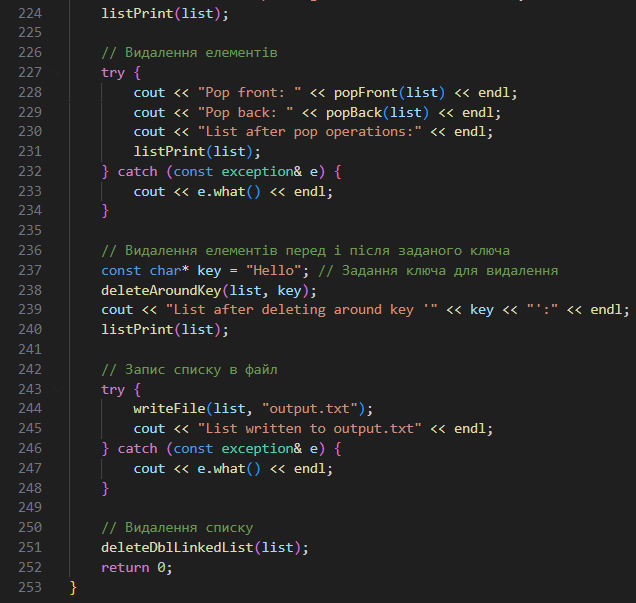 224 listPrint(list);
225
226 // Видалення елементів
227 try {
228 cout << "Pop front: " << popFront(list) << endl;
229 cout << "Pop back: " << popBack(list) << endl;
230 cout << "List after pop operations:" << endl;
231 listPrint(list);
232 } catch (const exception& e) {
233 cout << e.what() << endl;
234 }
235
236 // Видалення елементів перед і після заданого ключа
237 const char* key = "Hello"; // Задання ключа для видалення
238 deleteAroundKey(list, key);
239 cout << "List after deleting around key '" << key << "':" << endl;
240 listPrint(list);
241
242 // Запис списку в файл
243 try {
244 writeFile(list, "output.txt");
245 cout << "List written to output.txt" << endl;
246 } catch (const exception& e) {
247 cout << e.what() << endl;
248 }
249
250 // Видалення списку
251 deleteDblLinkedList(list);
252 return 0;
253 }